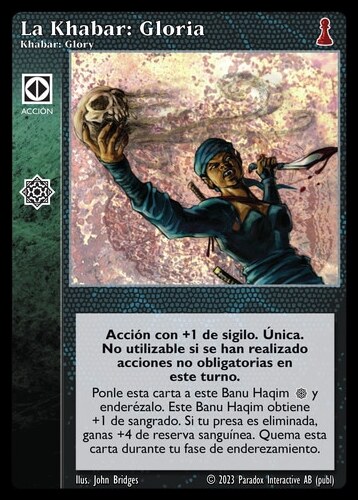 La Khabar: Gloria
Khabar: Glory
ACCIÓN
Acción con +1 de sigilo. Única.
No utilizable si se han realizado
acciones no obligatorias en
este turno.
Ponle esta carta a este Banu Haqim y
enderézalo. Este Banu Haqim obtiene
+1 de sangrado. Si tu presa es eliminada,
ganas +4 de reserva sanguínea. Quema esta
carta durante tu fase de enderezamiento.
Ilus. John Bridges
© 2023 Paradox Interactive AB (publ)